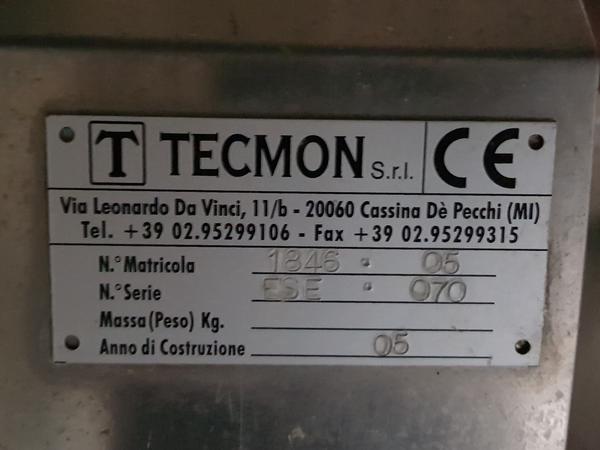 T TECMON S.r.l. CE
Via Leonardo Da Vinci, 11/b - 20060 Cassina Dè Pecchi (MI)
Tel. +39 02.95299106 - Fax +39 02.95299315
N.° Matricola 1846 • 05
N.° Serie ESE • 070
Massa (Peso) Kg.
Anno di Costruzione 05